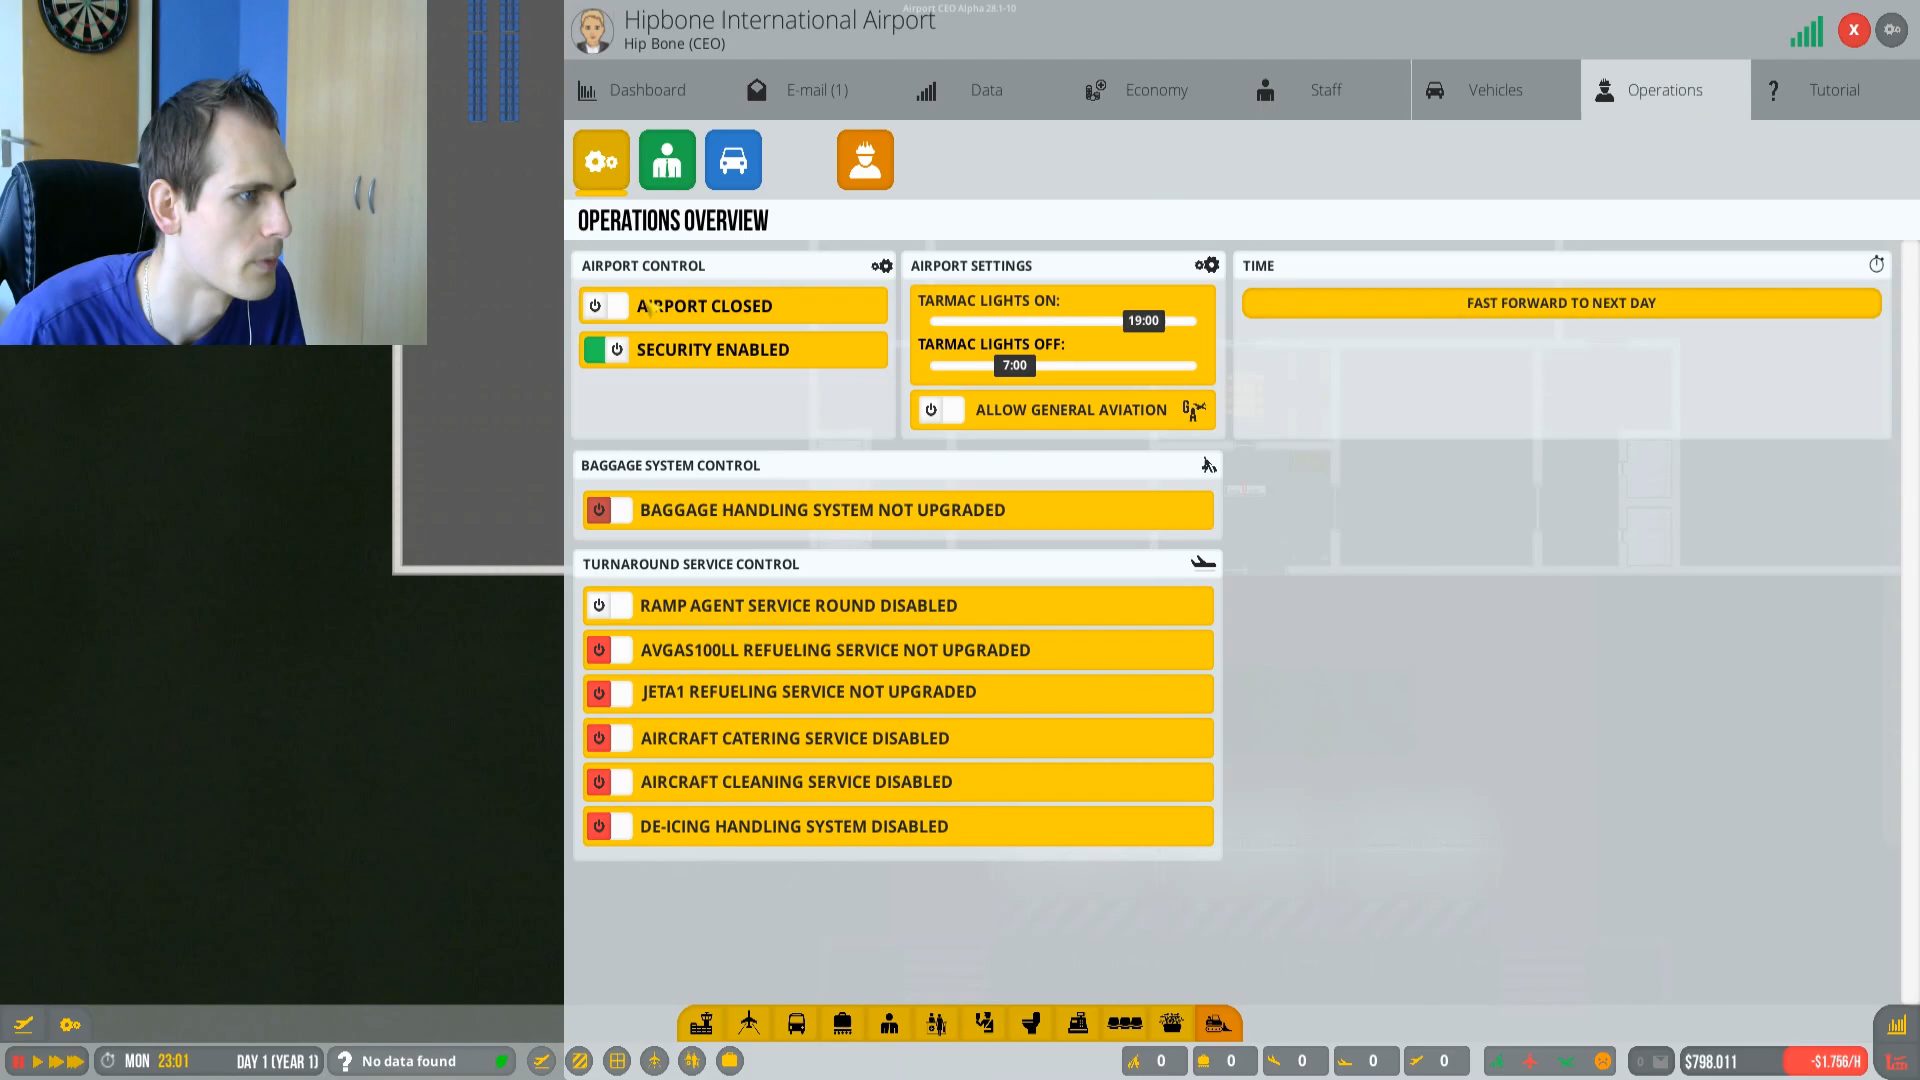 Airport CEO Alpha 28.1-10
Hipbone International Airport
Hip Bone (CEO)
X
Dashboard
E-mail (1)
Data
Economy
Staff
Vehicles
Operations
? Tutorial
OPERATIONS OVERVIEW
AIRPORT CONTROL
AIRPORT CLOSED
SECURITY ENABLED
AIRPORT SETTINGS
TARMAC LIGHTS ON:
19:00
TARMAC LIGHTS OFF:
7:00
ALLOW GENERAL AVIATION
GA
TIME
FAST FORWARD TO NEXT DAY
BAGGAGE SYSTEM CONTROL
BAGGAGE HANDLING SYSTEM NOT UPGRADED
TURNAROUND SERVICE CONTROL
RAMP AGENT SERVICE ROUND DISABLED
AVGAS100LL REFUELING SERVICE NOT UPGRADED
JETA1 REFUELING SERVICE NOT UPGRADED
AIRCRAFT CATERING SERVICE DISABLED
AIRCRAFT CLEANING SERVICE DISABLED
DE-ICING HANDLING SYSTEM DISABLED
MON 23:01 DAY 1 (YEAR 1)
? No data found
0 0 0 0 0
0
$798.011 -$1.756/H